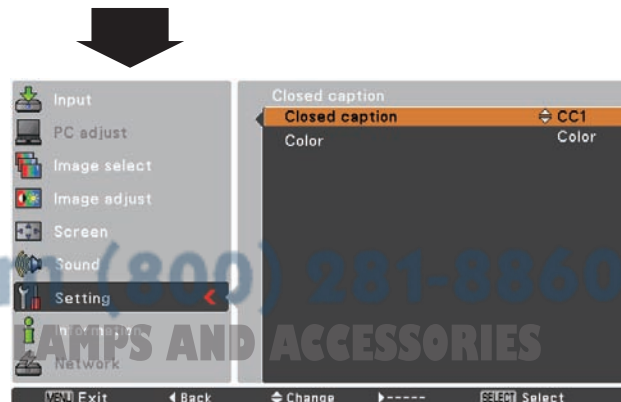 Input
PC adjust
Image select
Image adjust
Screen
Sound
Setting
Information
Network
Closed caption
Closed caption CC1
Color Color
m (800) 281-8860
AMPS AND ACCESSORIES
MENU Exit Back Change ----- SELECT Select